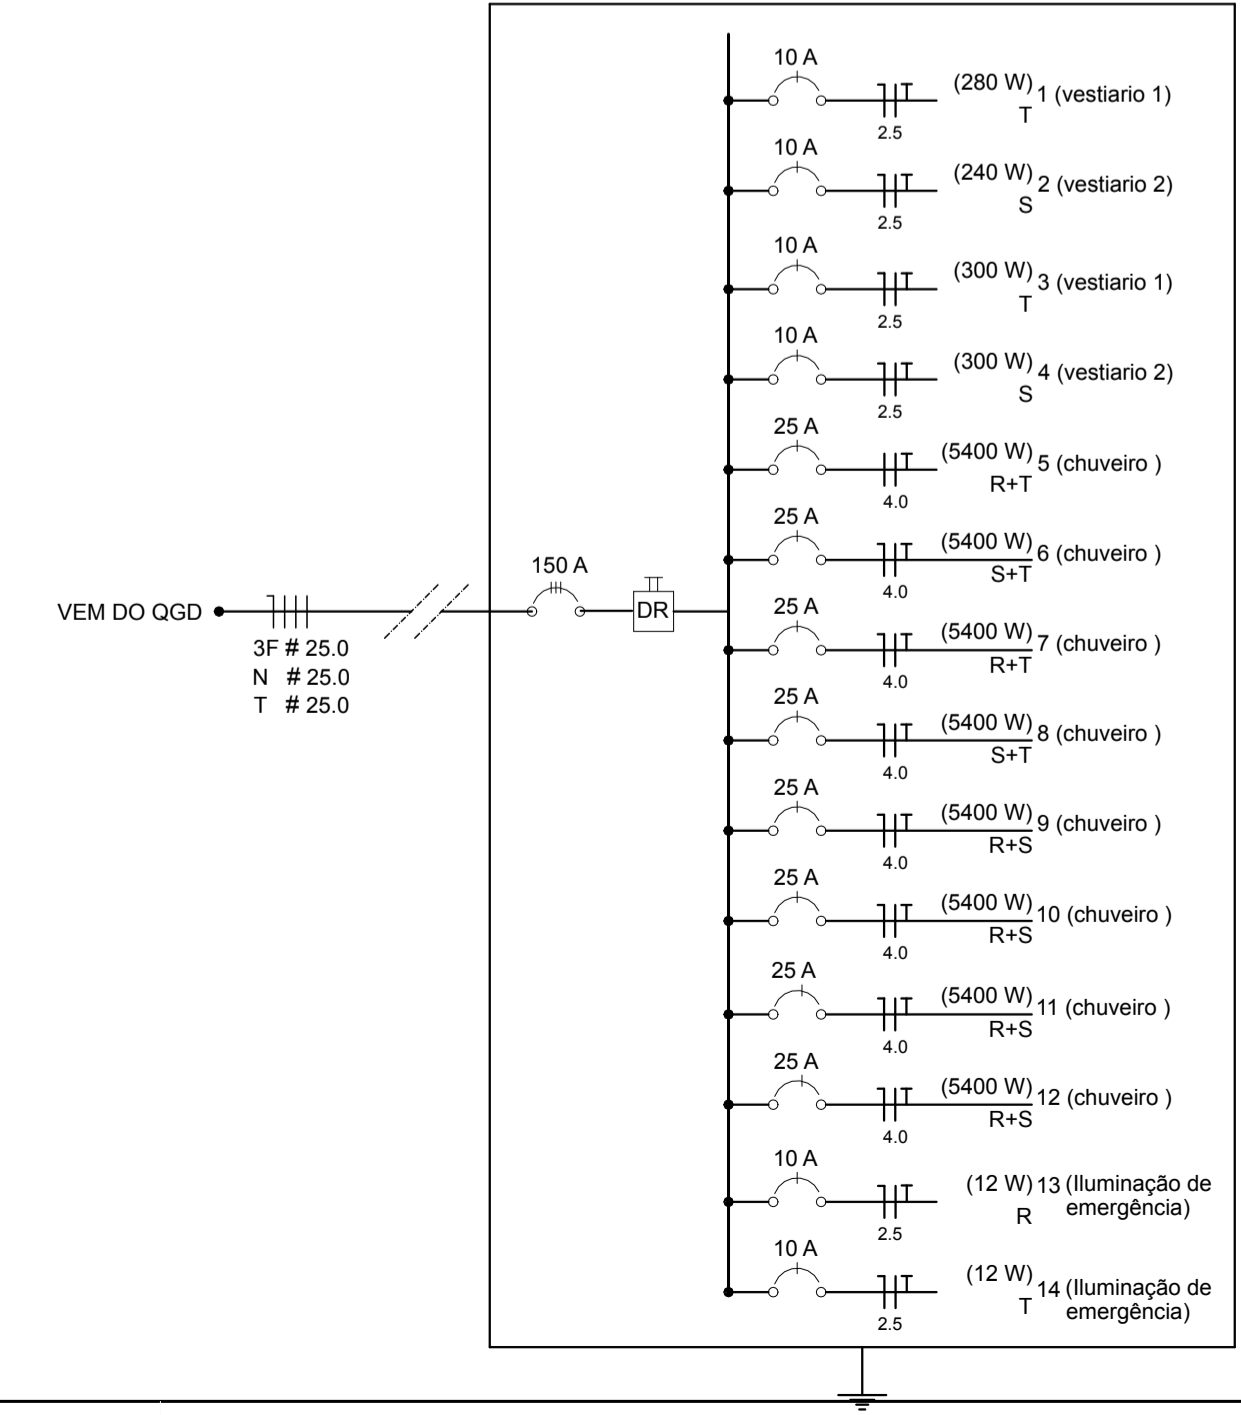 10 A
(280 W) 1 (vestiario 1)
T
2.5
10 A
(240 W) 2 (vestiario 2)
S
2.5
10 A
(300 W) 3 (vestiario 1)
T
2.5
10 A
(300 W) 4 (vestiario 2)
S
2.5
25 A
(5400 W) 5 (chuveiro )
R+T
4.0
25 A
(5400 W) 6 (chuveiro )
S+T
4.0
150 A
VEM DO QGD
DR
3F # 25.0
N # 25.0
T # 25.0
25 A
(5400 W) 7 (chuveiro )
R+T
4.0
25 A
(5400 W) 8 (chuveiro )
S+T
4.0
25 A
(5400 W) 9 (chuveiro )
R+S
4.0
25 A
(5400 W) 10 (chuveiro )
R+S
4.0
25 A
(5400 W) 11 (chuveiro )
R+S
4.0
25 A
(5400 W) 12 (chuveiro )
R+S
4.0
10 A
(12 W) 13 (Iluminação de
emergência)
R
2.5
10 A
(12 W) 14 (Iluminação de
emergência)
T
2.5